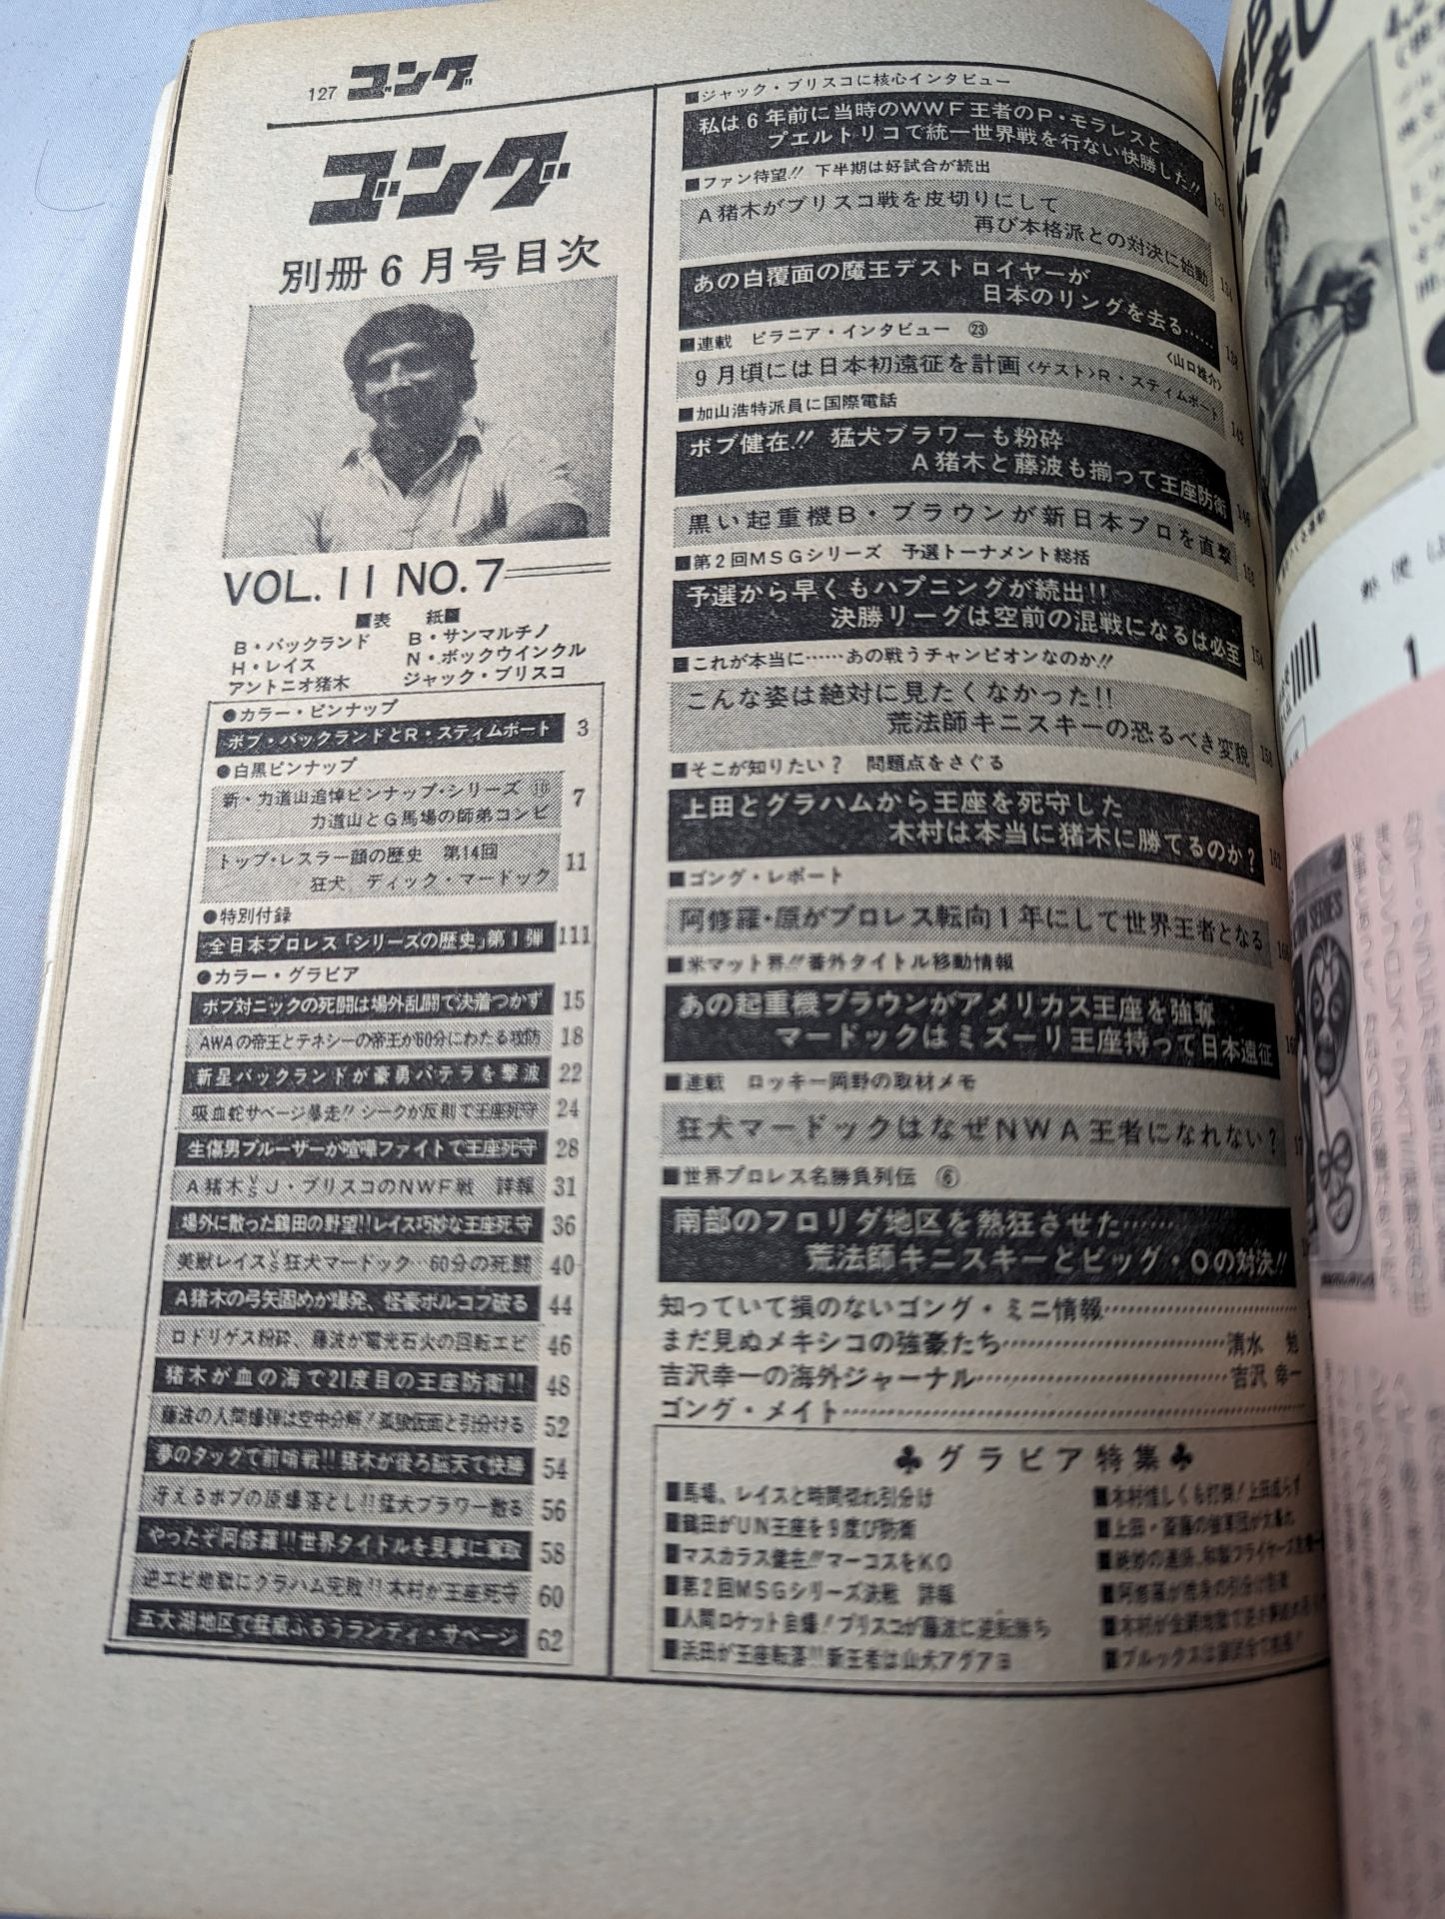 127 ゴング
ゴング
別冊6月号目次
VOL.11 NO.7
■表 紙■
B・バックランド B・サンマルチノ
H・レイス N・ボックウインクル
アントニオ猪木 ジャック・ブリスコ
●カラー・ピンナップ
ボブ・バックランドとR・スティムボート 3
●白黒ピンナップ
新・力道山追悼ピンナップ・シリーズ ⑩
力道山とG馬場の師弟コンビ 7
トップ・レスラー顔の歴史 第14回
狂犬 ディック・マードック 11
●特別付録
全日本プロレス「シリーズの歴史」第1弾 111
●カラー・グラビア
ボブ対ニックの死闘は場外乱闘で決着つかず 15
AWAの帝王とテネシーの帝王が60分にわたる攻防 18
新星バックランドが豪勇パテラを撃波 22
吸血蛇サベージ暴走!! シークが反則で王座死守 24
生傷男ブルーザーが喧嘩ファイトで王座死守 28
A猪木VSJ・ブリスコのNWF戦 詳報 31
場外に散った鶴田の野望!!レイス巧妙な王座死守 36
美獣レイスVS狂犬マードック…60分の死闘 40
A猪木の弓矢固めが爆発、怪豪ボルコフ破る 44
ロドリゲス粉砕、藤波が電光石火の回転エビ 46
猪木が血の海で21度目の王座防衛!! 48
藤波の人間爆弾は空中分解！孤狼仮面と引分ける 52
夢のタッグで前哨戦!!猪木が後ろ脳天で快勝 54
冴えるボブの原爆落とし!!猛犬ブラワー散る 56
やったぞ阿修羅!!世界タイトルを見事に奪取 58
逆エビ地獄にグラハム完敗!!木村が王座死守 60
五大湖地区で猛威ふるうランディ・サベージ 62
■ジャック・ブリスコに核心インタビュー
私は6年前に当時のWWF王者のP・モラレスと
プエルトリコで統一世界戦を行ない快勝した!!
■ファン待望!! 下半期は好試合が続出
A猪木がブリスコ戦を皮切りにして
再び本格派との対決に始動
あの白覆面の魔王デストロイヤーが
日本のリングを去る……
〈山口雄介〉
■連載 ピラニア・インタビュー ㉓
9月頃には日本初遠征を計画〈ゲスト〉R・スティムボート 142
■加山浩特派員に国際電話
ボブ健在!! 猛犬ブラワーも粉砕
A猪木と藤波も揃って王座防衛 146
黒い起重機B・ブラウンが新日本プロを直撃
■第2回MSGシリーズ 予選トーナメント総括
予選から早くもハプニングが続出!!
決勝リーグは空前の混戦になるは必至 154
■これが本当に……あの戦うチャンピオンなのか!!
こんな姿は絶対に見たくなかった!!
荒法師キニスキーの恐るべき変貌 158
■そこが知りたい？ 問題点をさぐる
上田とグラハムから王座を死守した
木村は本当に猪木に勝てるのか？ 162
■ゴング・レポート
阿修羅・原がプロレス転向1年にして世界王者となる
■米マット界!!番外タイトル移動情報
あの起重機ブラウンがアメリカス王座を強奪
マードックはミズーリ王座持って日本遠征
■連載 ロッキー岡野の取材メモ
狂犬マードックはなぜNWA王者になれない？
■世界プロレス名勝負列伝 ⑥
南部のフロリダ地区を熱狂させた……
荒法師キニスキーとビッグ・Oの対決!!
知っていて損のないゴング・ミニ情報
まだ見ぬメキシコの強豪たち 清水 勉
吉沢幸一の海外ジャーナル 吉沢幸一
ゴング・メイト
♣グラビア特集♣
■馬場、レイスと時間切れ引分け
■鶴田がUN王座を9度び防衛
■マスカラス健在!!マーコスをKO
■第2回MSGシリーズ決戦 詳報
■人間ロケット自爆！ブリスコが藤波に逆転勝ち
■浜田が王座転落!!新王者は山犬アグアヨ
■木村惜しくも打倒！上田成らず